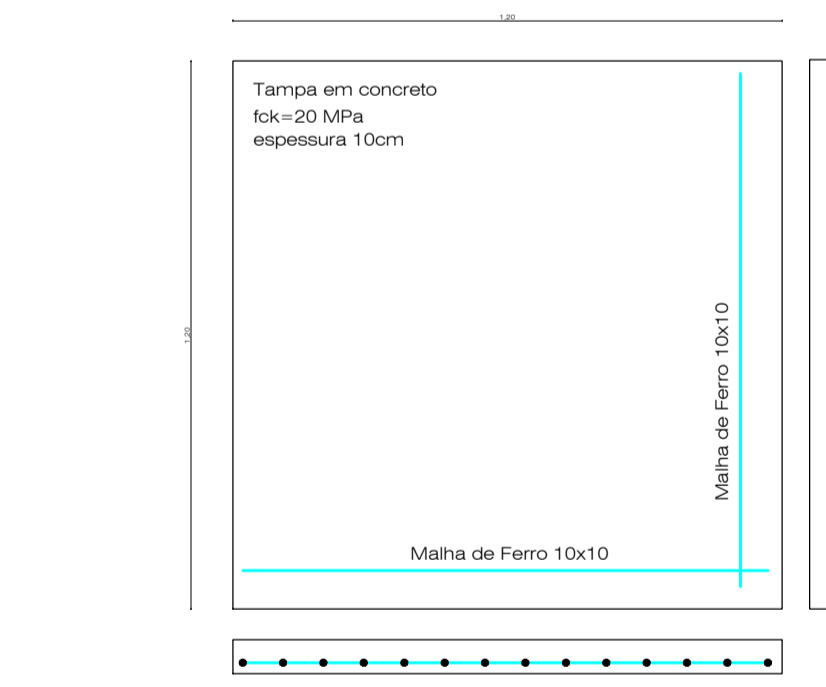 1,20
Tampa em concreto
fck=20 MPa
espessura 10cm
1,20
Malha de Ferro 10x10
Malha de Ferro 10x10